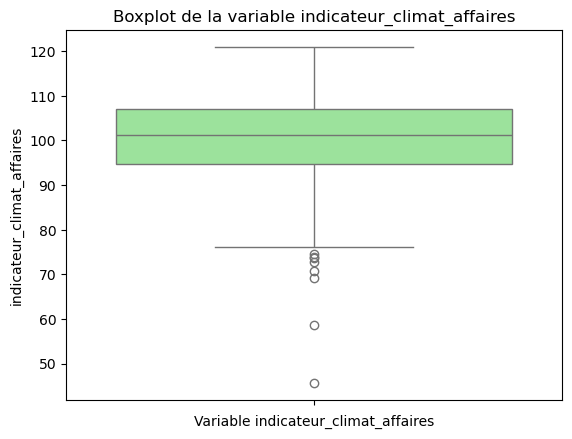 Boxplot de la variable indicateur_climat_affaires
120
110
100
90
80
70
60
50
indicateur_climat_affaires
Variable indicateur_climat_affaires